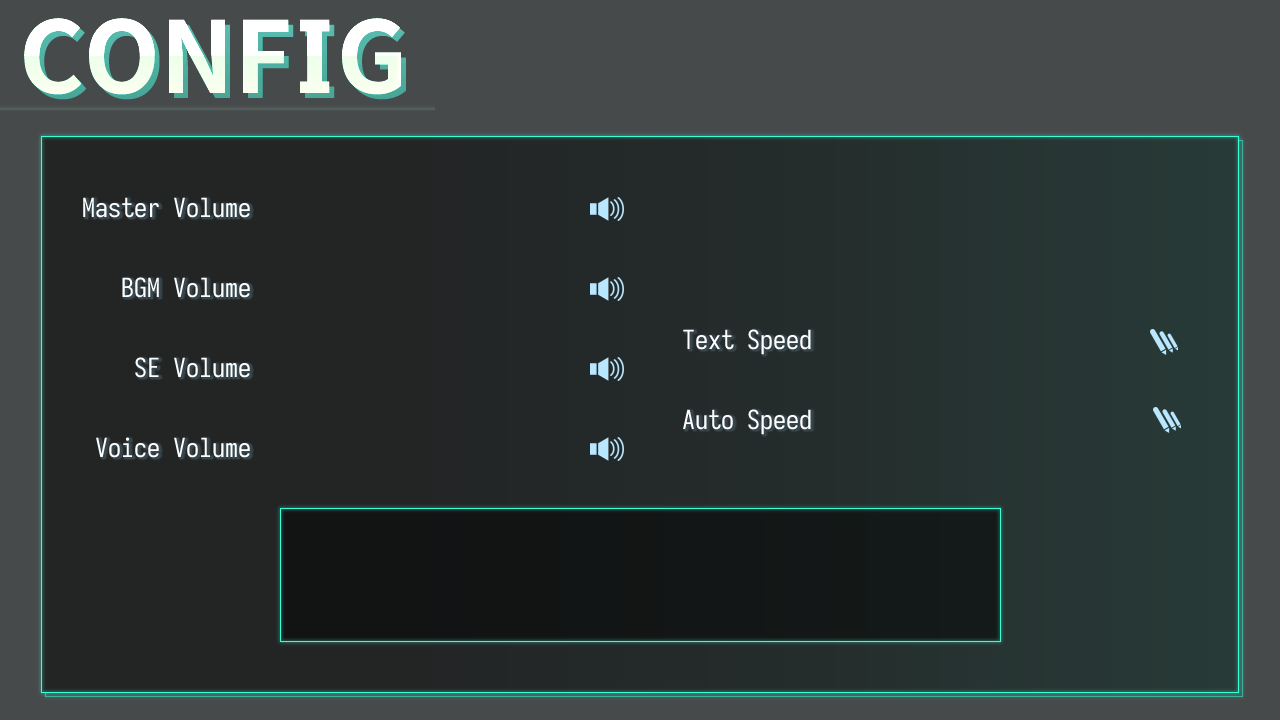 CONFIG
Master Volume
BGM Volume
SE Volume
Voice Volume
Text Speed
Auto Speed